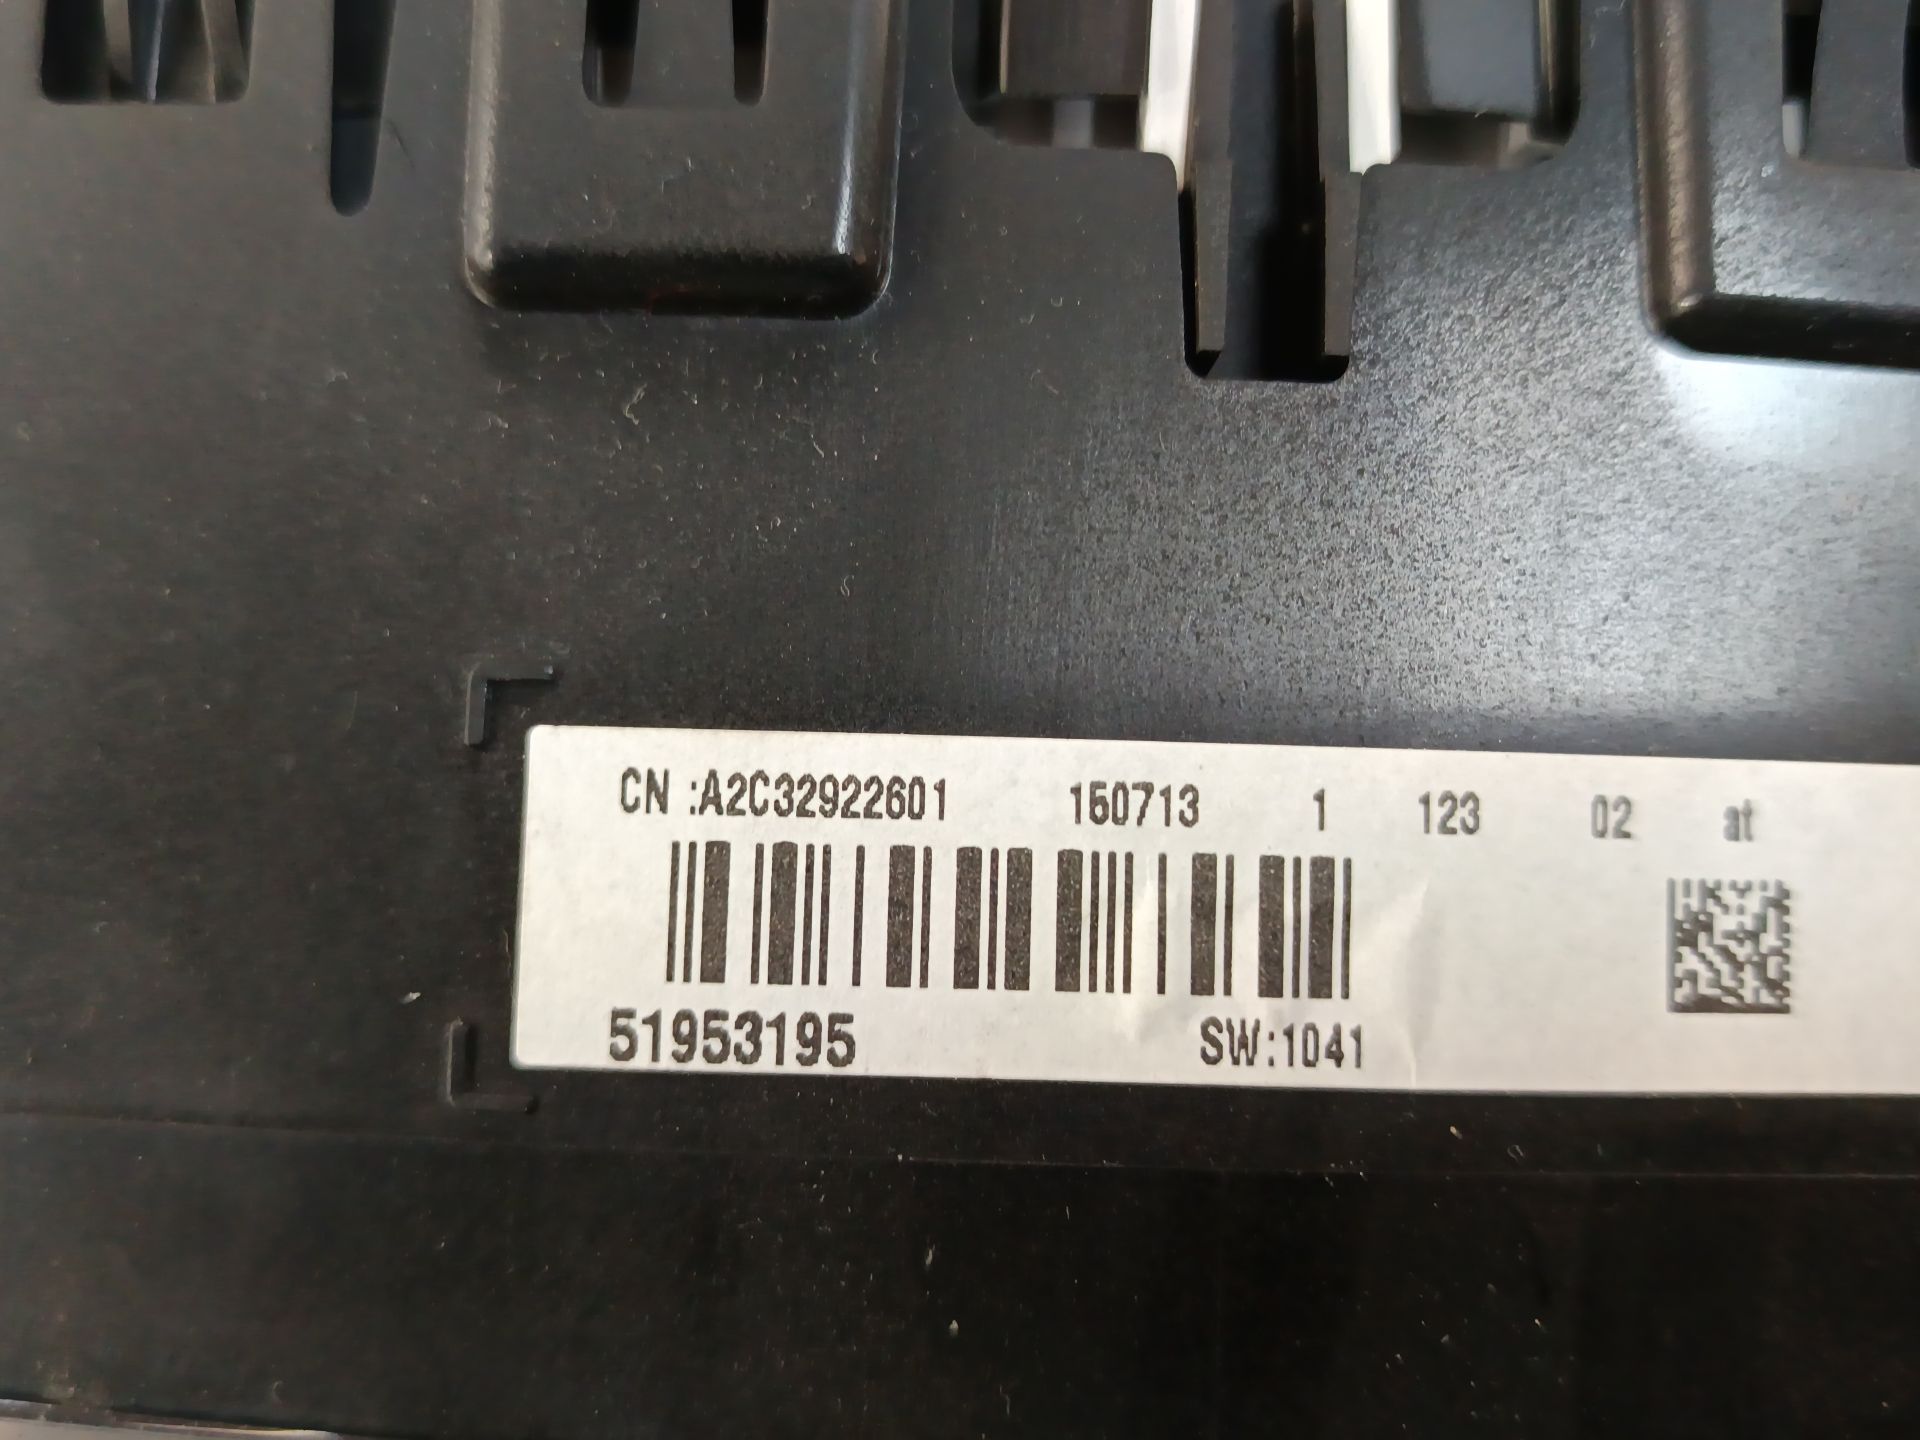 CN :A2C32922601 150713 1 123 02 at
51953195 SW:1041